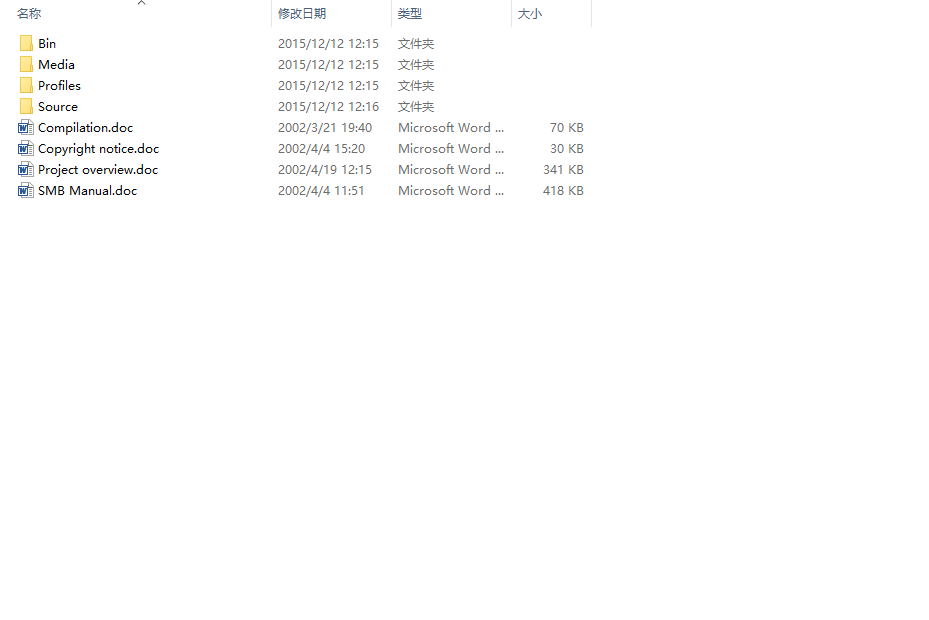 名称 修改日期 类型 大小
Bin 2015/12/12 12:15 文件夹
Media 2015/12/12 12:15 文件夹
Profiles 2015/12/12 12:15 文件夹
Source 2015/12/12 12:16 文件夹
Compilation.doc 2002/3/21 19:40 Microsoft Word ... 70 KB
Copyright notice.doc 2002/4/4 15:20 Microsoft Word ... 30 KB
Project overview.doc 2002/4/19 12:15 Microsoft Word ... 341 KB
SMB Manual.doc 2002/4/4 11:51 Microsoft Word ... 418 KB